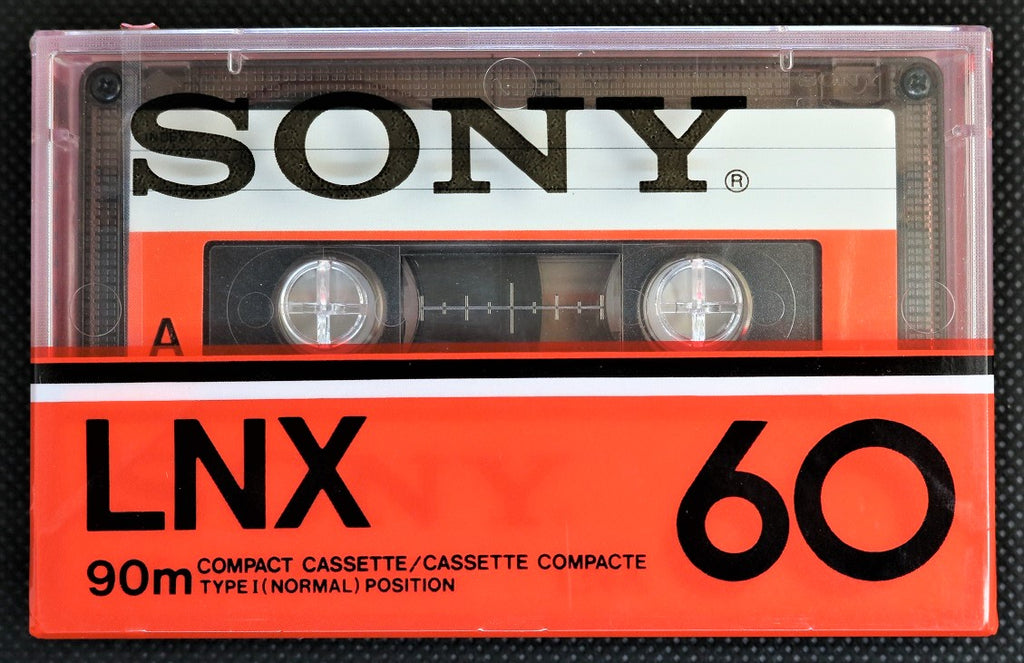 SONY®
A
LNX 60
90m COMPACT CASSETTE/CASSETTE COMPACTE
TYPE I (NORMAL) POSITION